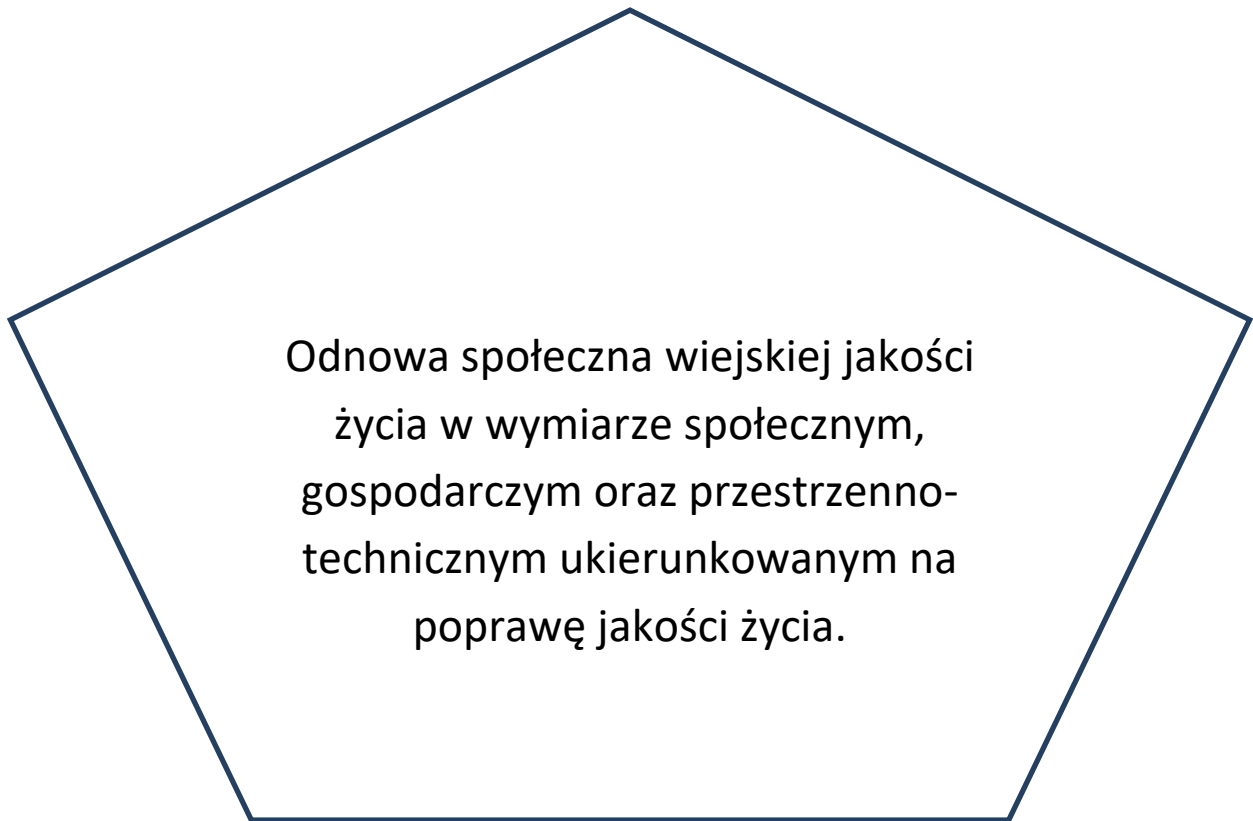 Odnowa społeczna wiejskiej jakości
życia w wymiarze społecznym,
gospodarczym oraz przestrzenno-
technicznym ukierunkowanym na
poprawę jakości życia.